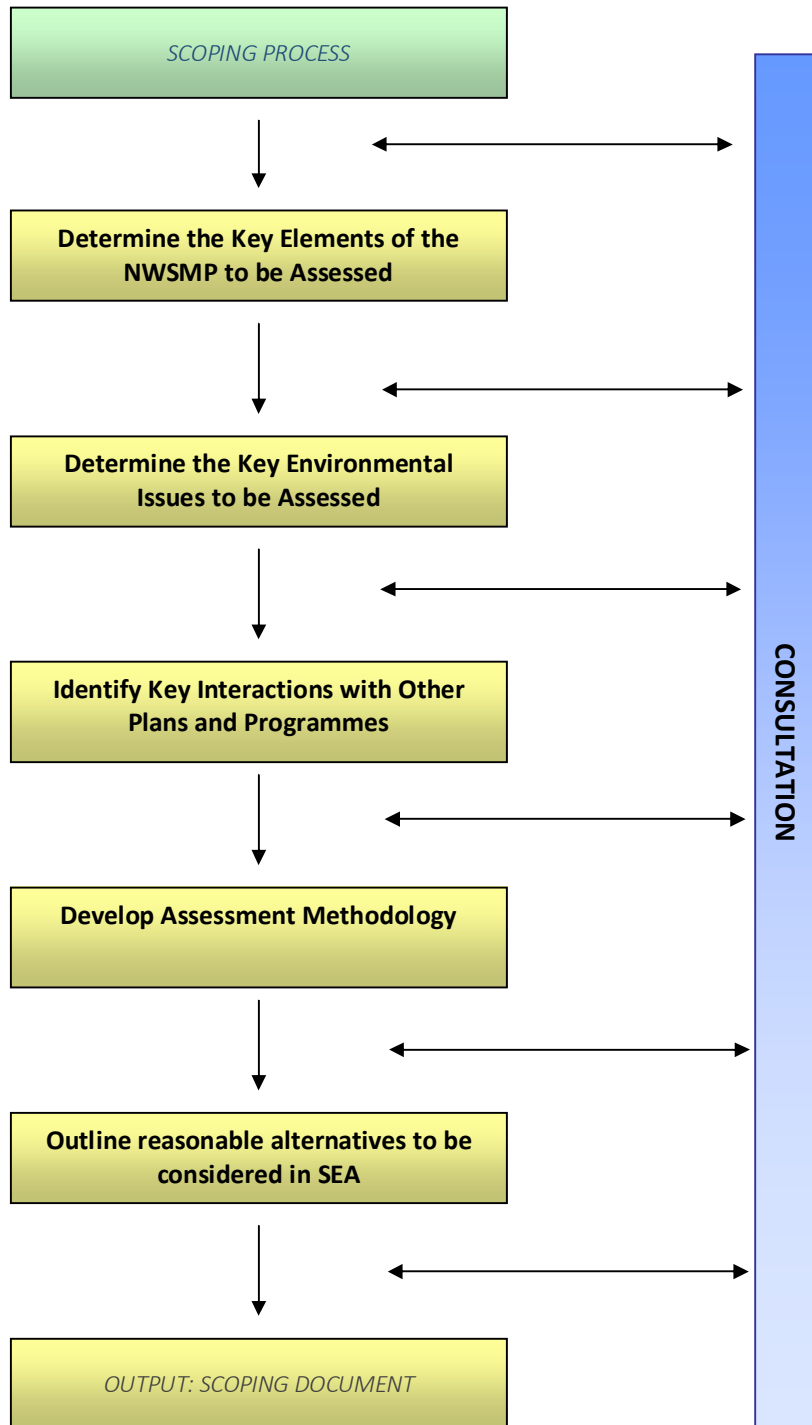 SCOPING PROCESS
Determine the Key Elements of the
NWSMP to be Assessed
Determine the Key Environmental
Issues to be Assessed
Identify Key Interactions with Other
Plans and Programmes
Develop Assessment Methodology
Outline reasonable alternatives to be
considered in SEA
OUTPUT: SCOPING DOCUMENT
CONSULTATION